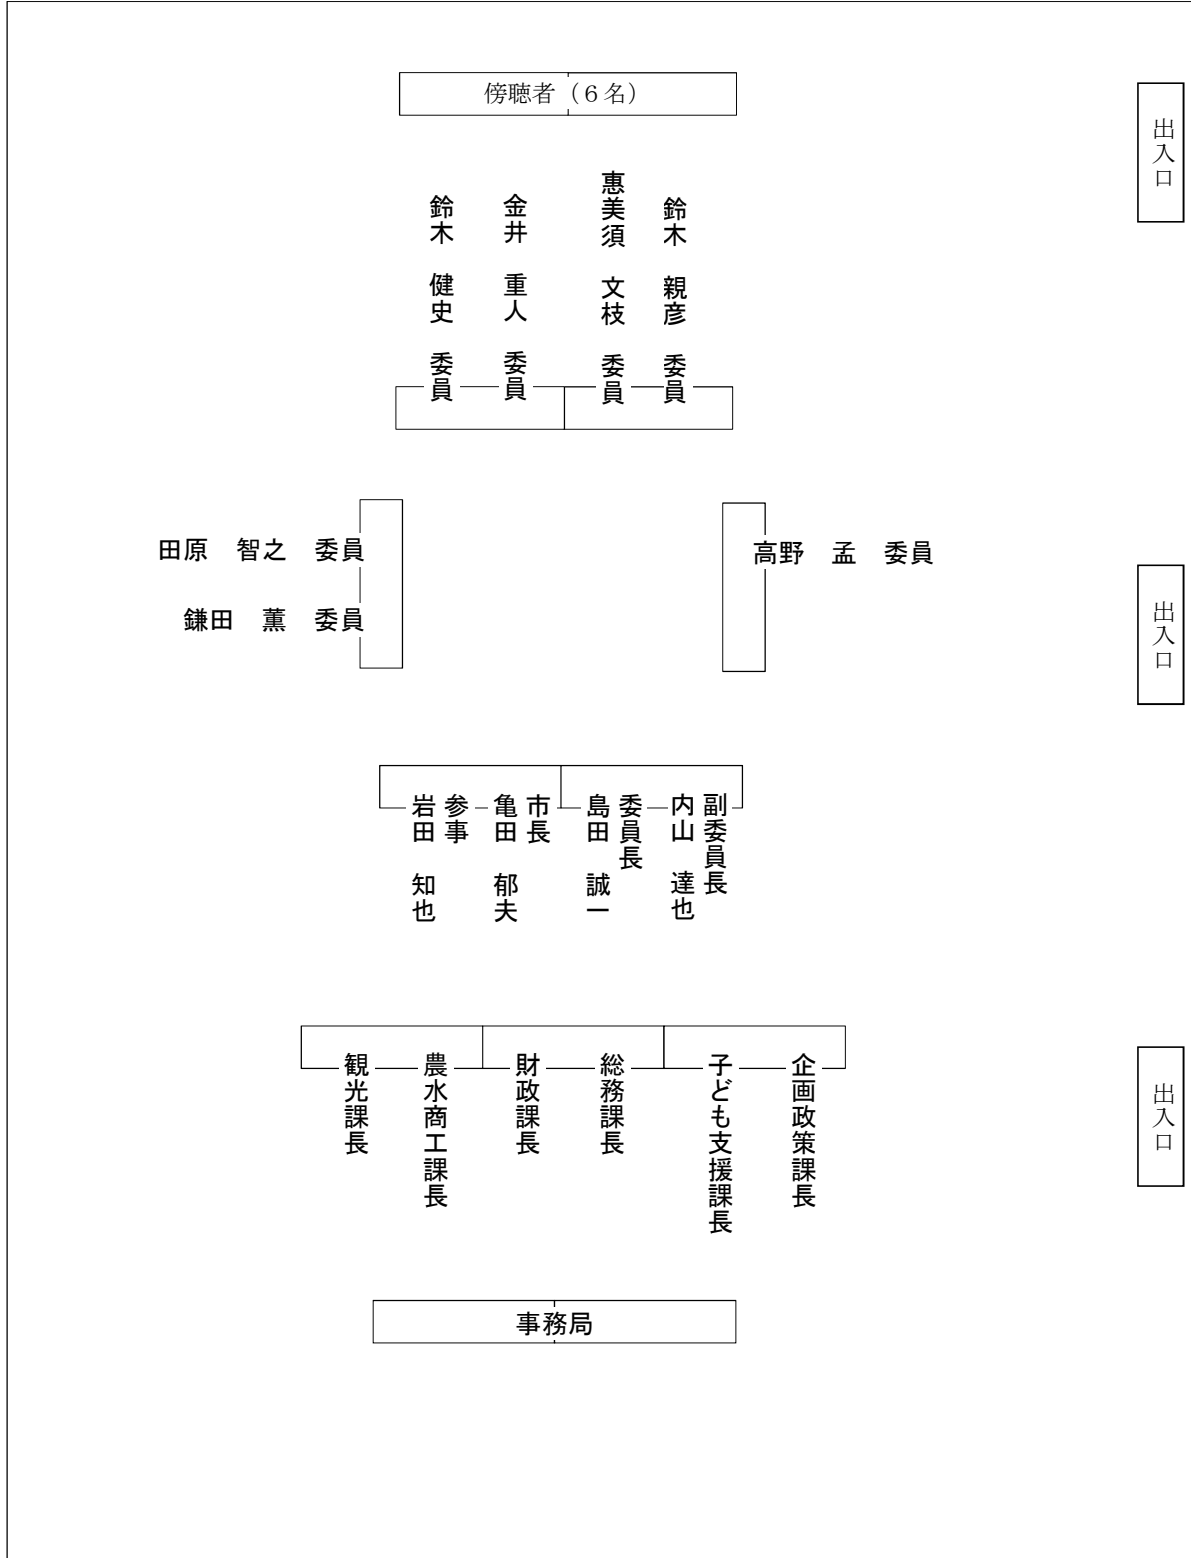 傍聴者（６名）
出入口
鈴木　健史　委員
金井　重人　委員
恵美須　文枝　委員
鈴木　親彦　委員
田原　智之　委員
鎌田　薫　委員
高野　孟　委員
出入口
参事
岩田　知也
市長
亀田　郁夫
委員長
島田　誠一
副委員長
内山　達也
観光課長
農水商工課長
財政課長
総務課長
子ども支援課長
企画政策課長
出入口
事務局